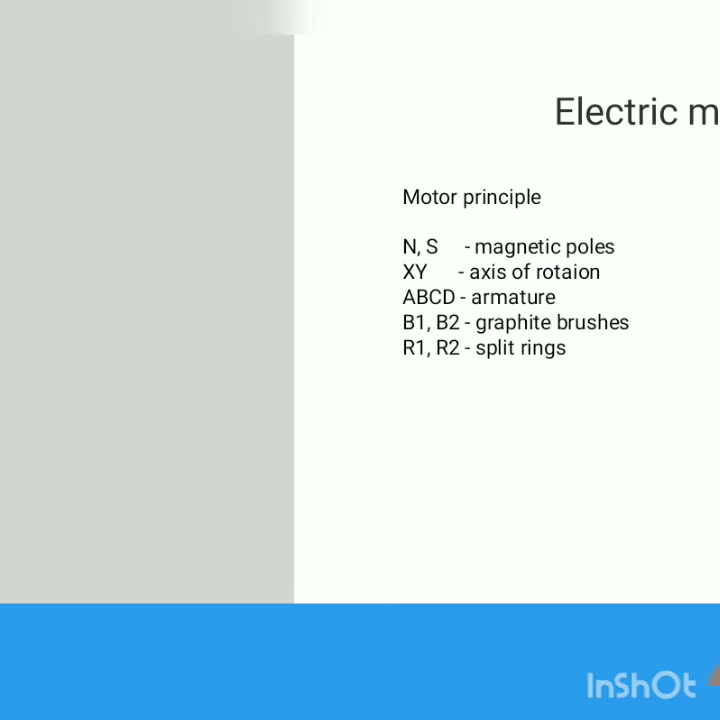 Electric m
Motor principle
N, S - magnetic poles
XY - axis of rotaion
ABCD - armature
B1, B2 - graphite brushes
R1, R2 - split rings
InShOt